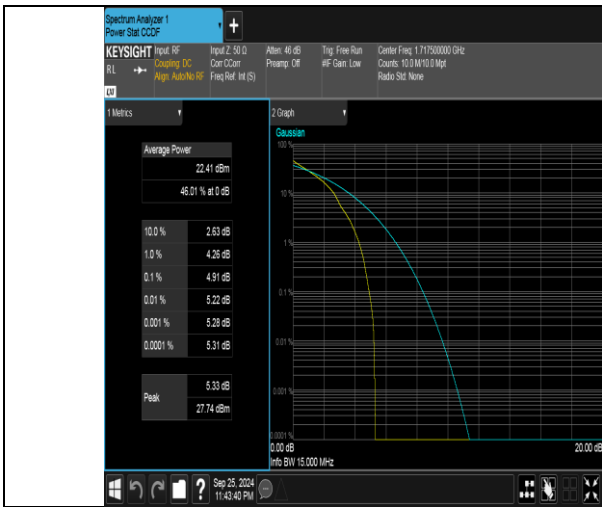 Spectrum Analyzer 1
Power Stat CCDF
KEYSIGHT
R L
LXI
Input: RF
Coupling: DC
Align: Auto/No RF
Input Z: 50 Ω
Corr CCorr
Freq Ref: Int (S)
Atten: 46 dB
Preamp: Off
Trig: Free Run
#IF Gain: Low
Center Freq: 1.717500000 GHz
Counts: 10.0 M/10.0 Mpt
Radio Std: None
1 Metrics
Average Power
22.41 dBm
46.01 % at 0 dB
10.0 % 2.63 dB
1.0 % 4.26 dB
0.1 % 4.91 dB
0.01 % 5.22 dB
0.001 % 5.28 dB
0.0001 % 5.31 dB
Peak
5.33 dB
27.74 dBm
2 Graph
Gaussian
100 %
10 %
1 %
0.1 %
0.01 %
0.001 %
0.0001 %
0.00 dB 20.00 dB
Info BW 15.000 MHz
?
Sep 25, 2024
11:43:40 PM